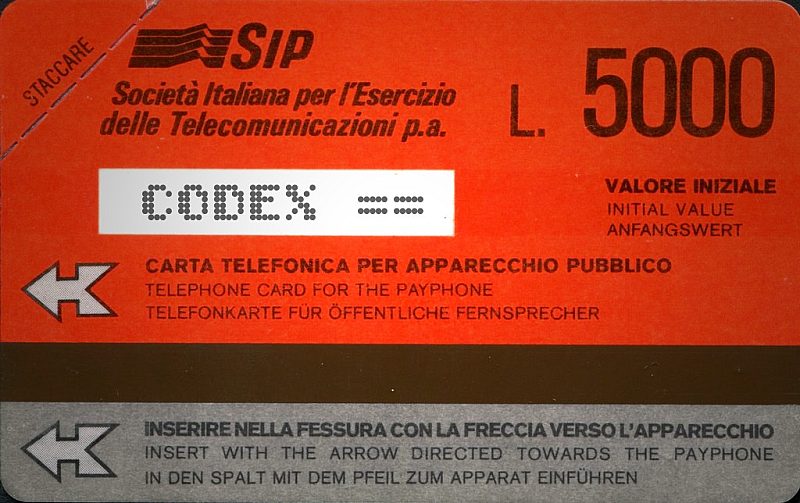 STACCARE
SIP
Società Italiana per l'Esercizio
delle Telecomunicazioni p.a.
L. 5000
CODEX ==
VALORE INIZIALE
INITIAL VALUE
ANFANGSWERT
CARTA TELEFONICA PER APPARECCHIO PUBBLICO
TELEPHONE CARD FOR THE PAYPHONE
TELEFONKARTE FÜR ÖFFENTLICHE FERNSPRECHER
INSERIRE NELLA FESSURA CON LA FRECCIA VERSO L'APPARECCHIO
INSERT WITH THE ARROW DIRECTED TOWARDS THE PAYPHONE
IN DEN SPALT MIT DEM PFEIL ZUM APPARAT EINFÜHREN